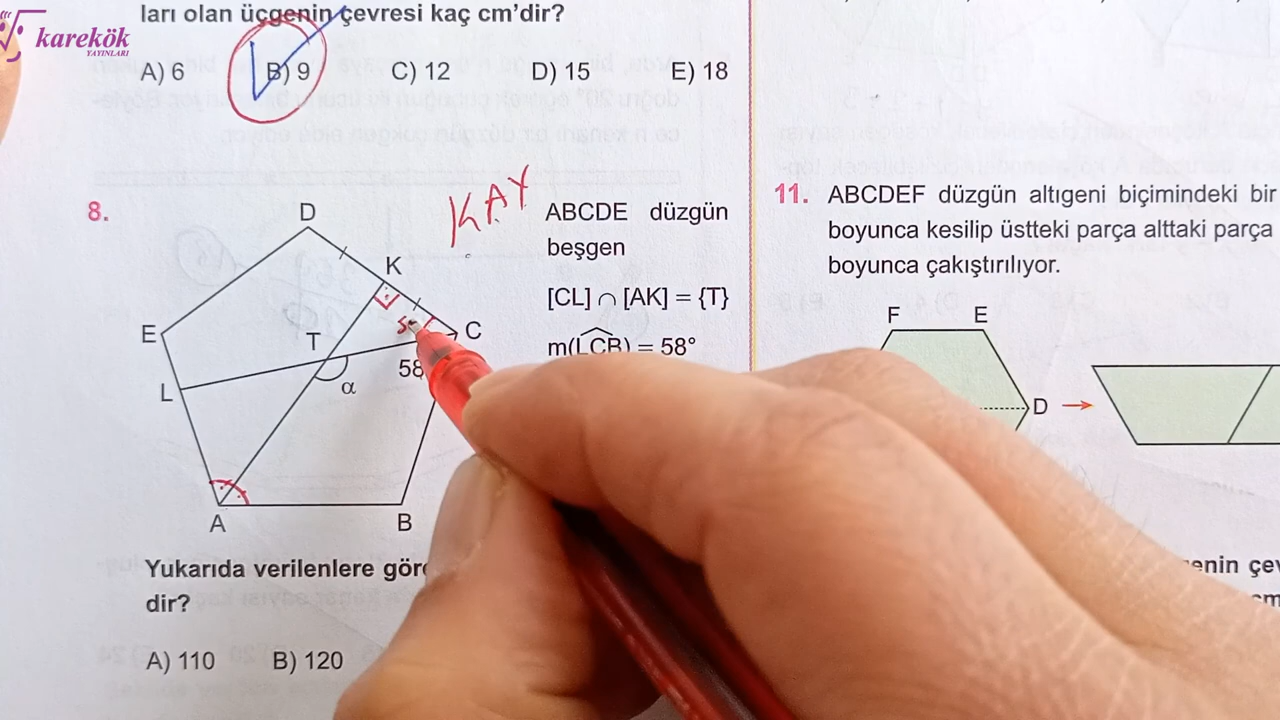 karekök
YAYINLARI
ları olan üçgenin çevresi kaç cm'dir?
A) 6 B) 9 C) 12 D) 15 E) 18
8.
KAY
ABCDE düzgün
beşgen
[CL] ∩ [AK] = {T}
m(LCB) = 58°
D
K
E
T
C
L
α
58
A
B
Yukarıda verilenlere göre
dir?
A) 110 B) 120
11. ABCDEF düzgün altıgeni biçimindeki bir
boyunca kesilip üstteki parça alttaki parça
boyunca çakıştırılıyor.
F E
D